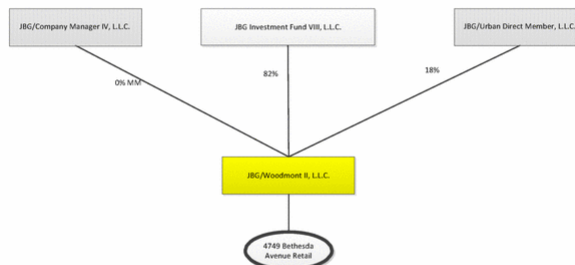 JBG/Company Manager IV, L.L.C.
JBG Investment Fund VIII, L.L.C.
JBG/Urban Direct Member, L.L.C.
0% MM
82%
18%
JBG/Woodmont II, L.L.C.
4749 Bethesda
Avenue Retail